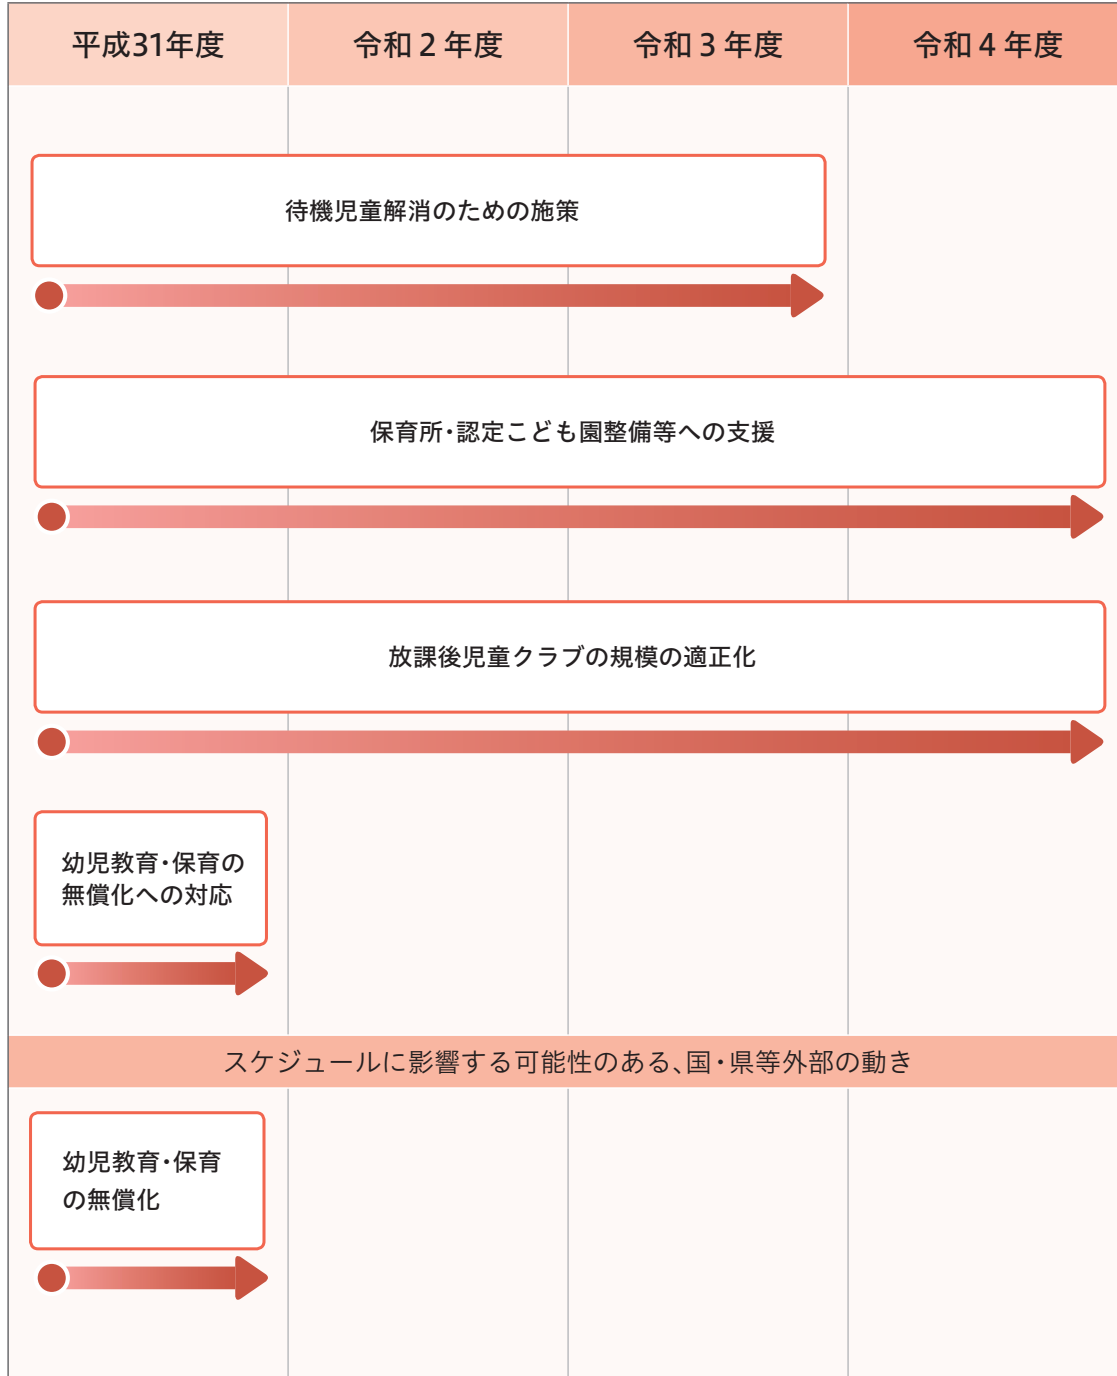 平成31年度
令和2年度
令和3年度
令和4年度
待機児童解消のための施策
保育所・認定こども園整備等への支援
放課後児童クラブの規模の適正化
幼児教育・保育の
無償化への対応
スケジュールに影響する可能性のある、国・県等外部の動き
幼児教育・保育
の無償化